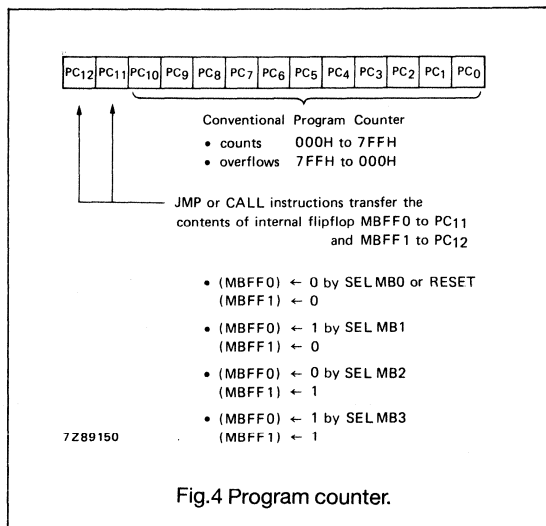 PC12 PC11 PC10 PC9 PC8 PC7 PC6 PC5 PC4 PC3 PC2 PC1 PC0
Conventional Program Counter
• counts 000H to 7FFH
• overflows 7FFH to 000H
JMP or CALL instructions transfer the
contents of internal flipflop MBFF0 to PC11
and MBFF1 to PC12
• (MBFF0) ← 0 by SEL MB0 or RESET
(MBFF1) ← 0
• (MBFF0) ← 1 by SEL MB1
(MBFF1) ← 0
• (MBFF0) ← 0 by SEL MB2
(MBFF1) ← 1
• (MBFF0) ← 1 by SEL MB3
7Z89150 (MBFF1) ← 1
Fig.4 Program counter.